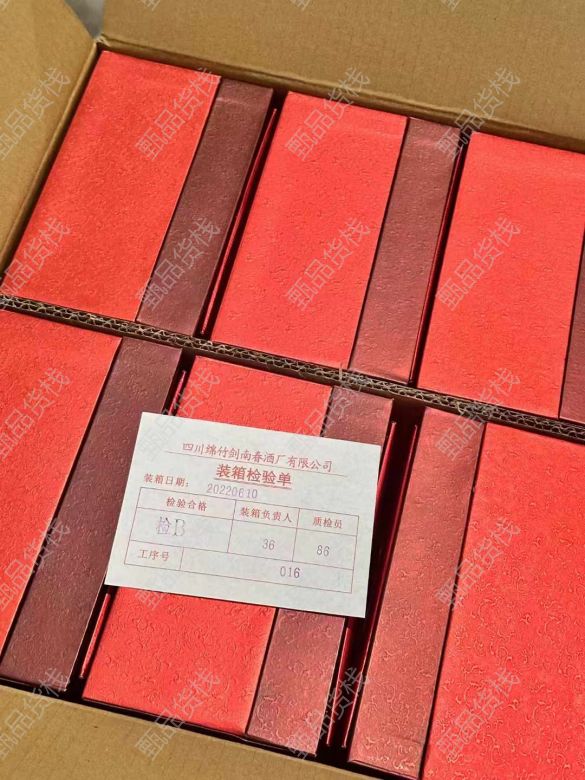 四川绵竹剑南春酒厂有限公司
装箱检验单
装箱日期: 20220610
检验合格 装箱负责人 质检员
检B 36 86
工序号 016
甄品货栈